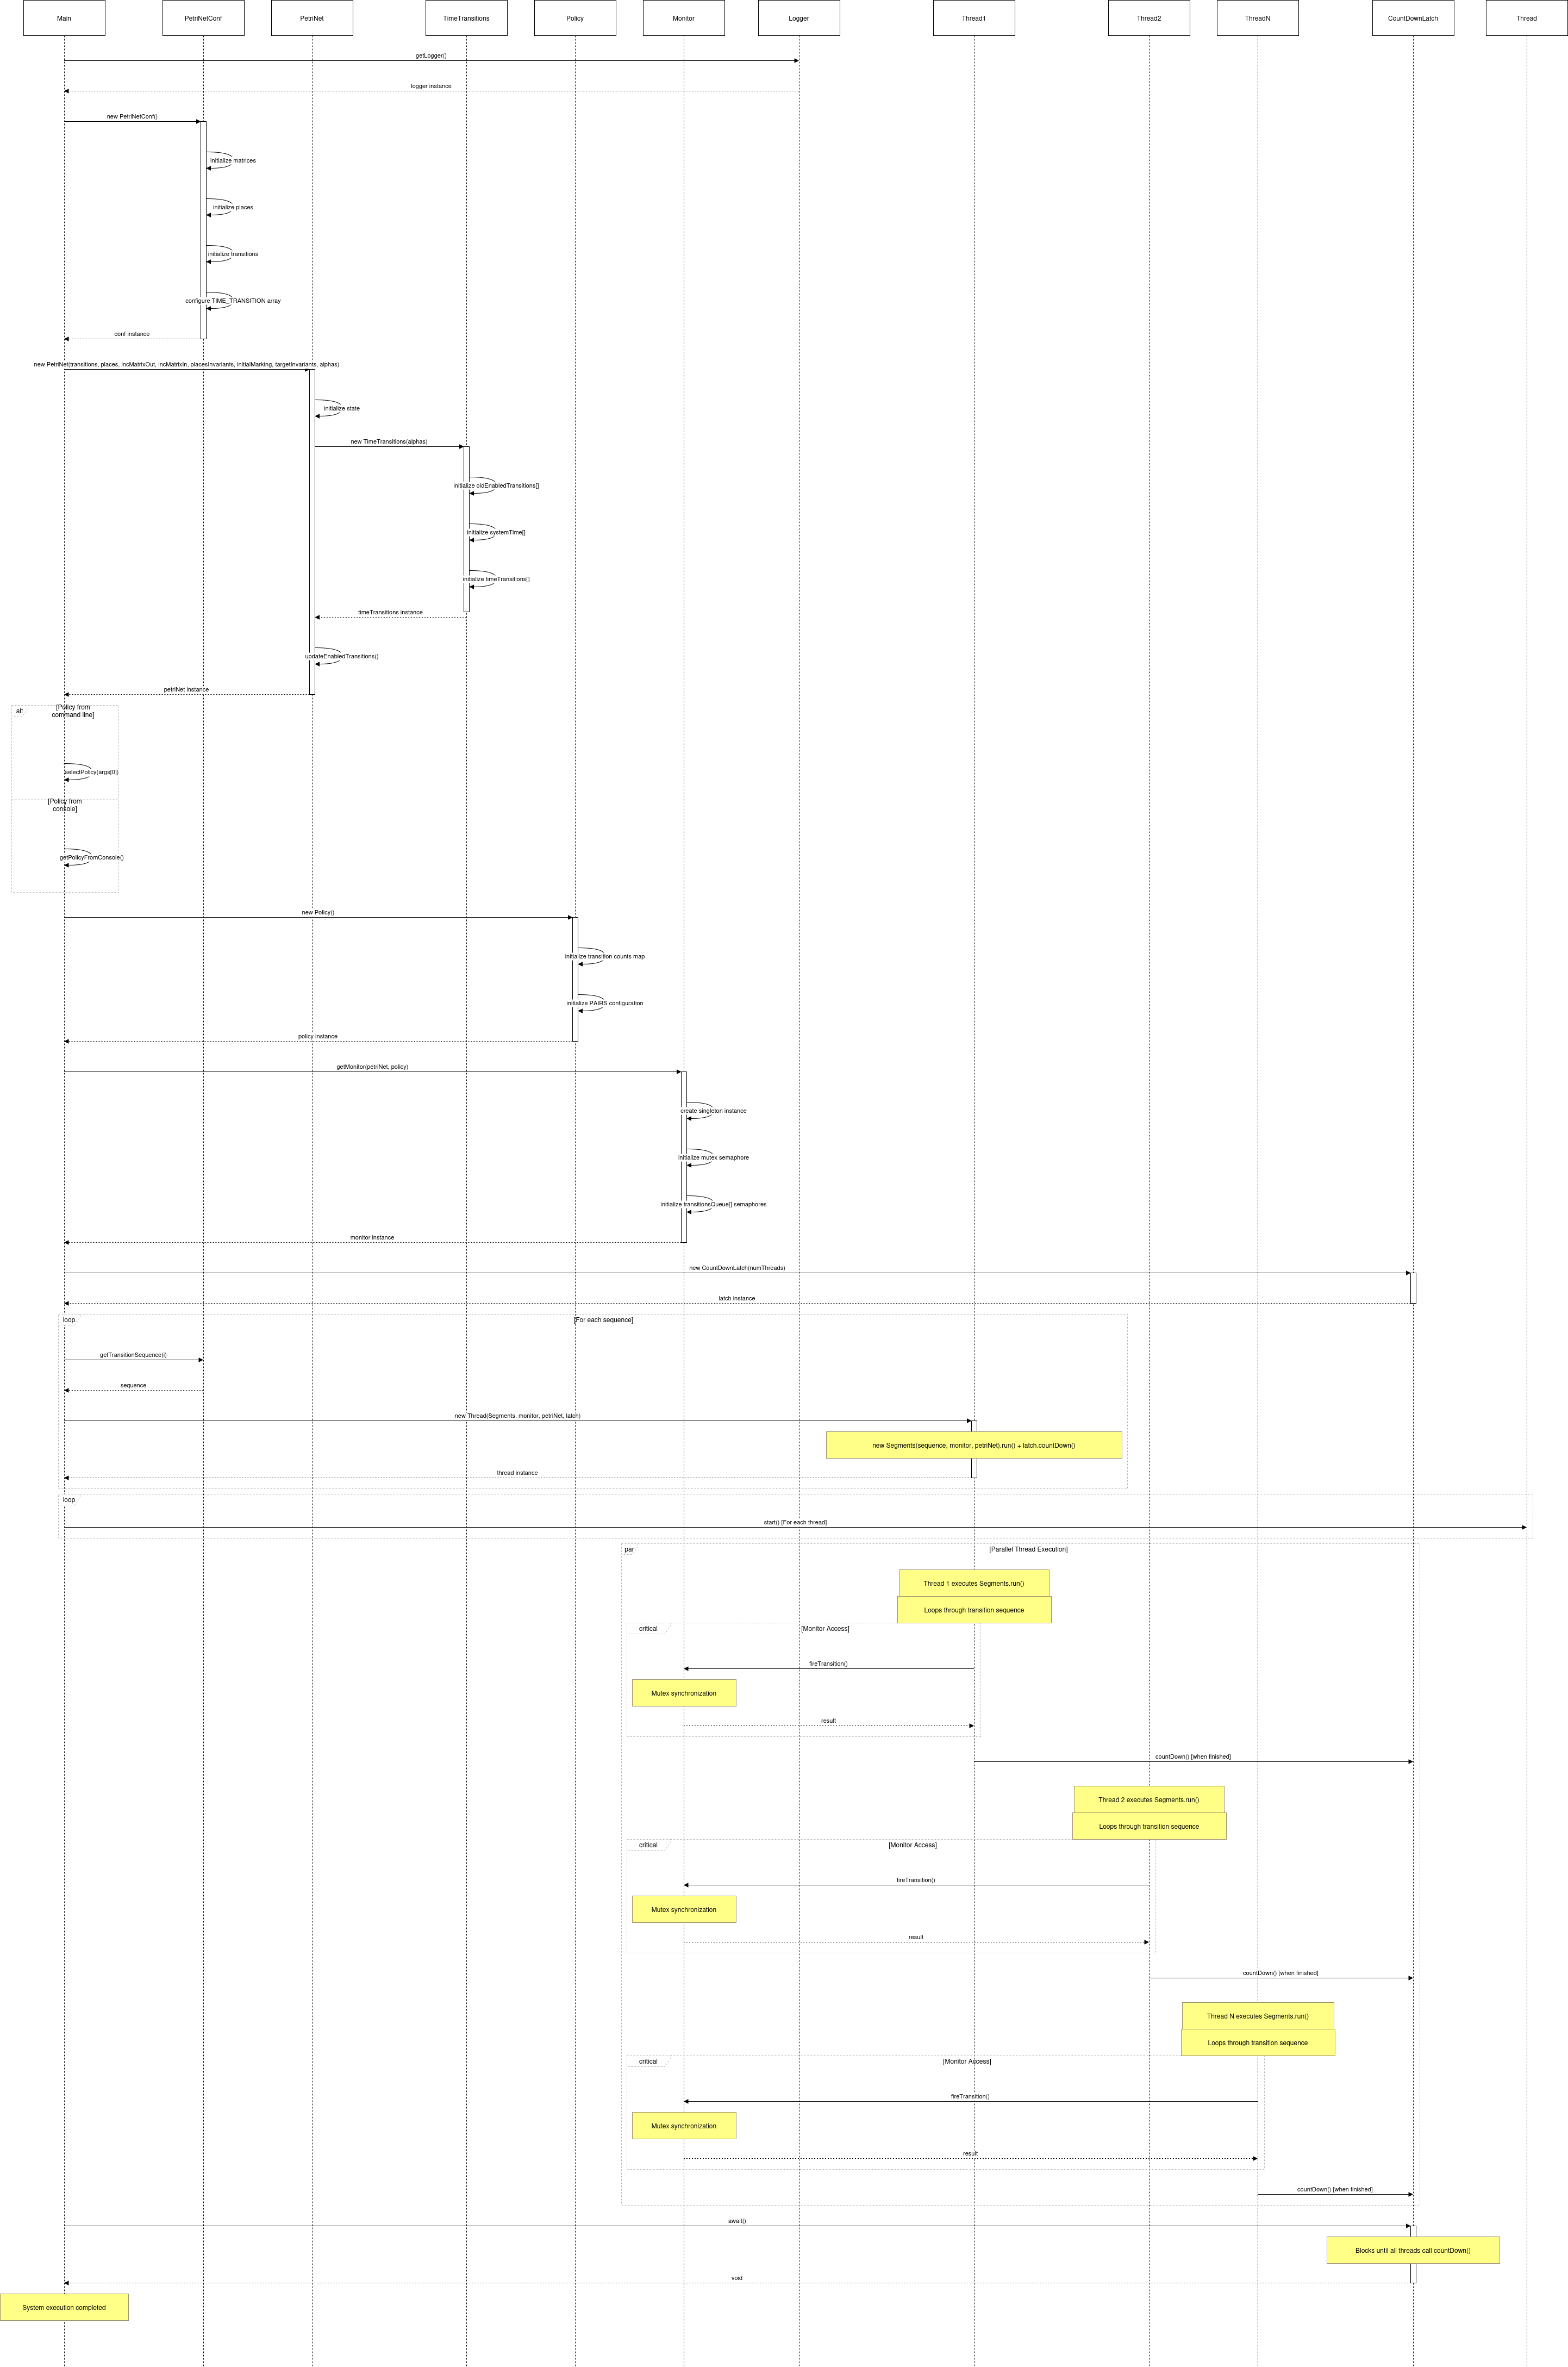 Main
PetriNetConf
PetriNet
TimeTransitions
Policy
Monitor
Logger
Thread1
Thread2
ThreadN
CountDownLatch
Thread
getLogger()
logger instance
new PetriNetConf()
initialize matrices
initialize places
initialize transitions
configure TIME_TRANSITION array
conf instance
new PetriNet(transitions, places, incMatrixOut, incMatrixIn, placesInvariants, initialMarking, targetInvariants, alphas)
initialize state
new TimeTransitions(alphas)
initialize oldEnabledTransitions[]
initialize systemTime[]
initialize timeTransitions[]
timeTransitions instance
updateEnabledTransitions()
petriNet instance
alt
[Policy from
command line]
selectPolicy(args[0])
[Policy from
console]
getPolicyFromConsole()
new Policy()
initialize transition counts map
initialize PAIRS configuration
policy instance
getMonitor(petriNet, policy)
create singleton instance
initialize mutex semaphore
initialize transitionsQueue[] semaphores
monitor instance
new CountDownLatch(numThreads)
latch instance
loop
[For each sequence]
getTransitionSequence(i)
sequence
new Thread(Segments, monitor, petriNet, latch)
new Segments(sequence, monitor, petriNet).run() + latch.countDown()
thread instance
loop
start() [For each thread]
par
[Parallel Thread Execution]
Thread 1 executes Segments.run()
Loops through transition sequence
critical
[Monitor Access]
fireTransition()
Mutex synchronization
result
countDown() [when finished]
Thread 2 executes Segments.run()
Loops through transition sequence
critical
[Monitor Access]
fireTransition()
Mutex synchronization
result
countDown() [when finished]
Thread N executes Segments.run()
Loops through transition sequence
critical
[Monitor Access]
fireTransition()
Mutex synchronization
result
countDown() [when finished]
await()
Blocks until all threads call countDown()
void
System execution completed